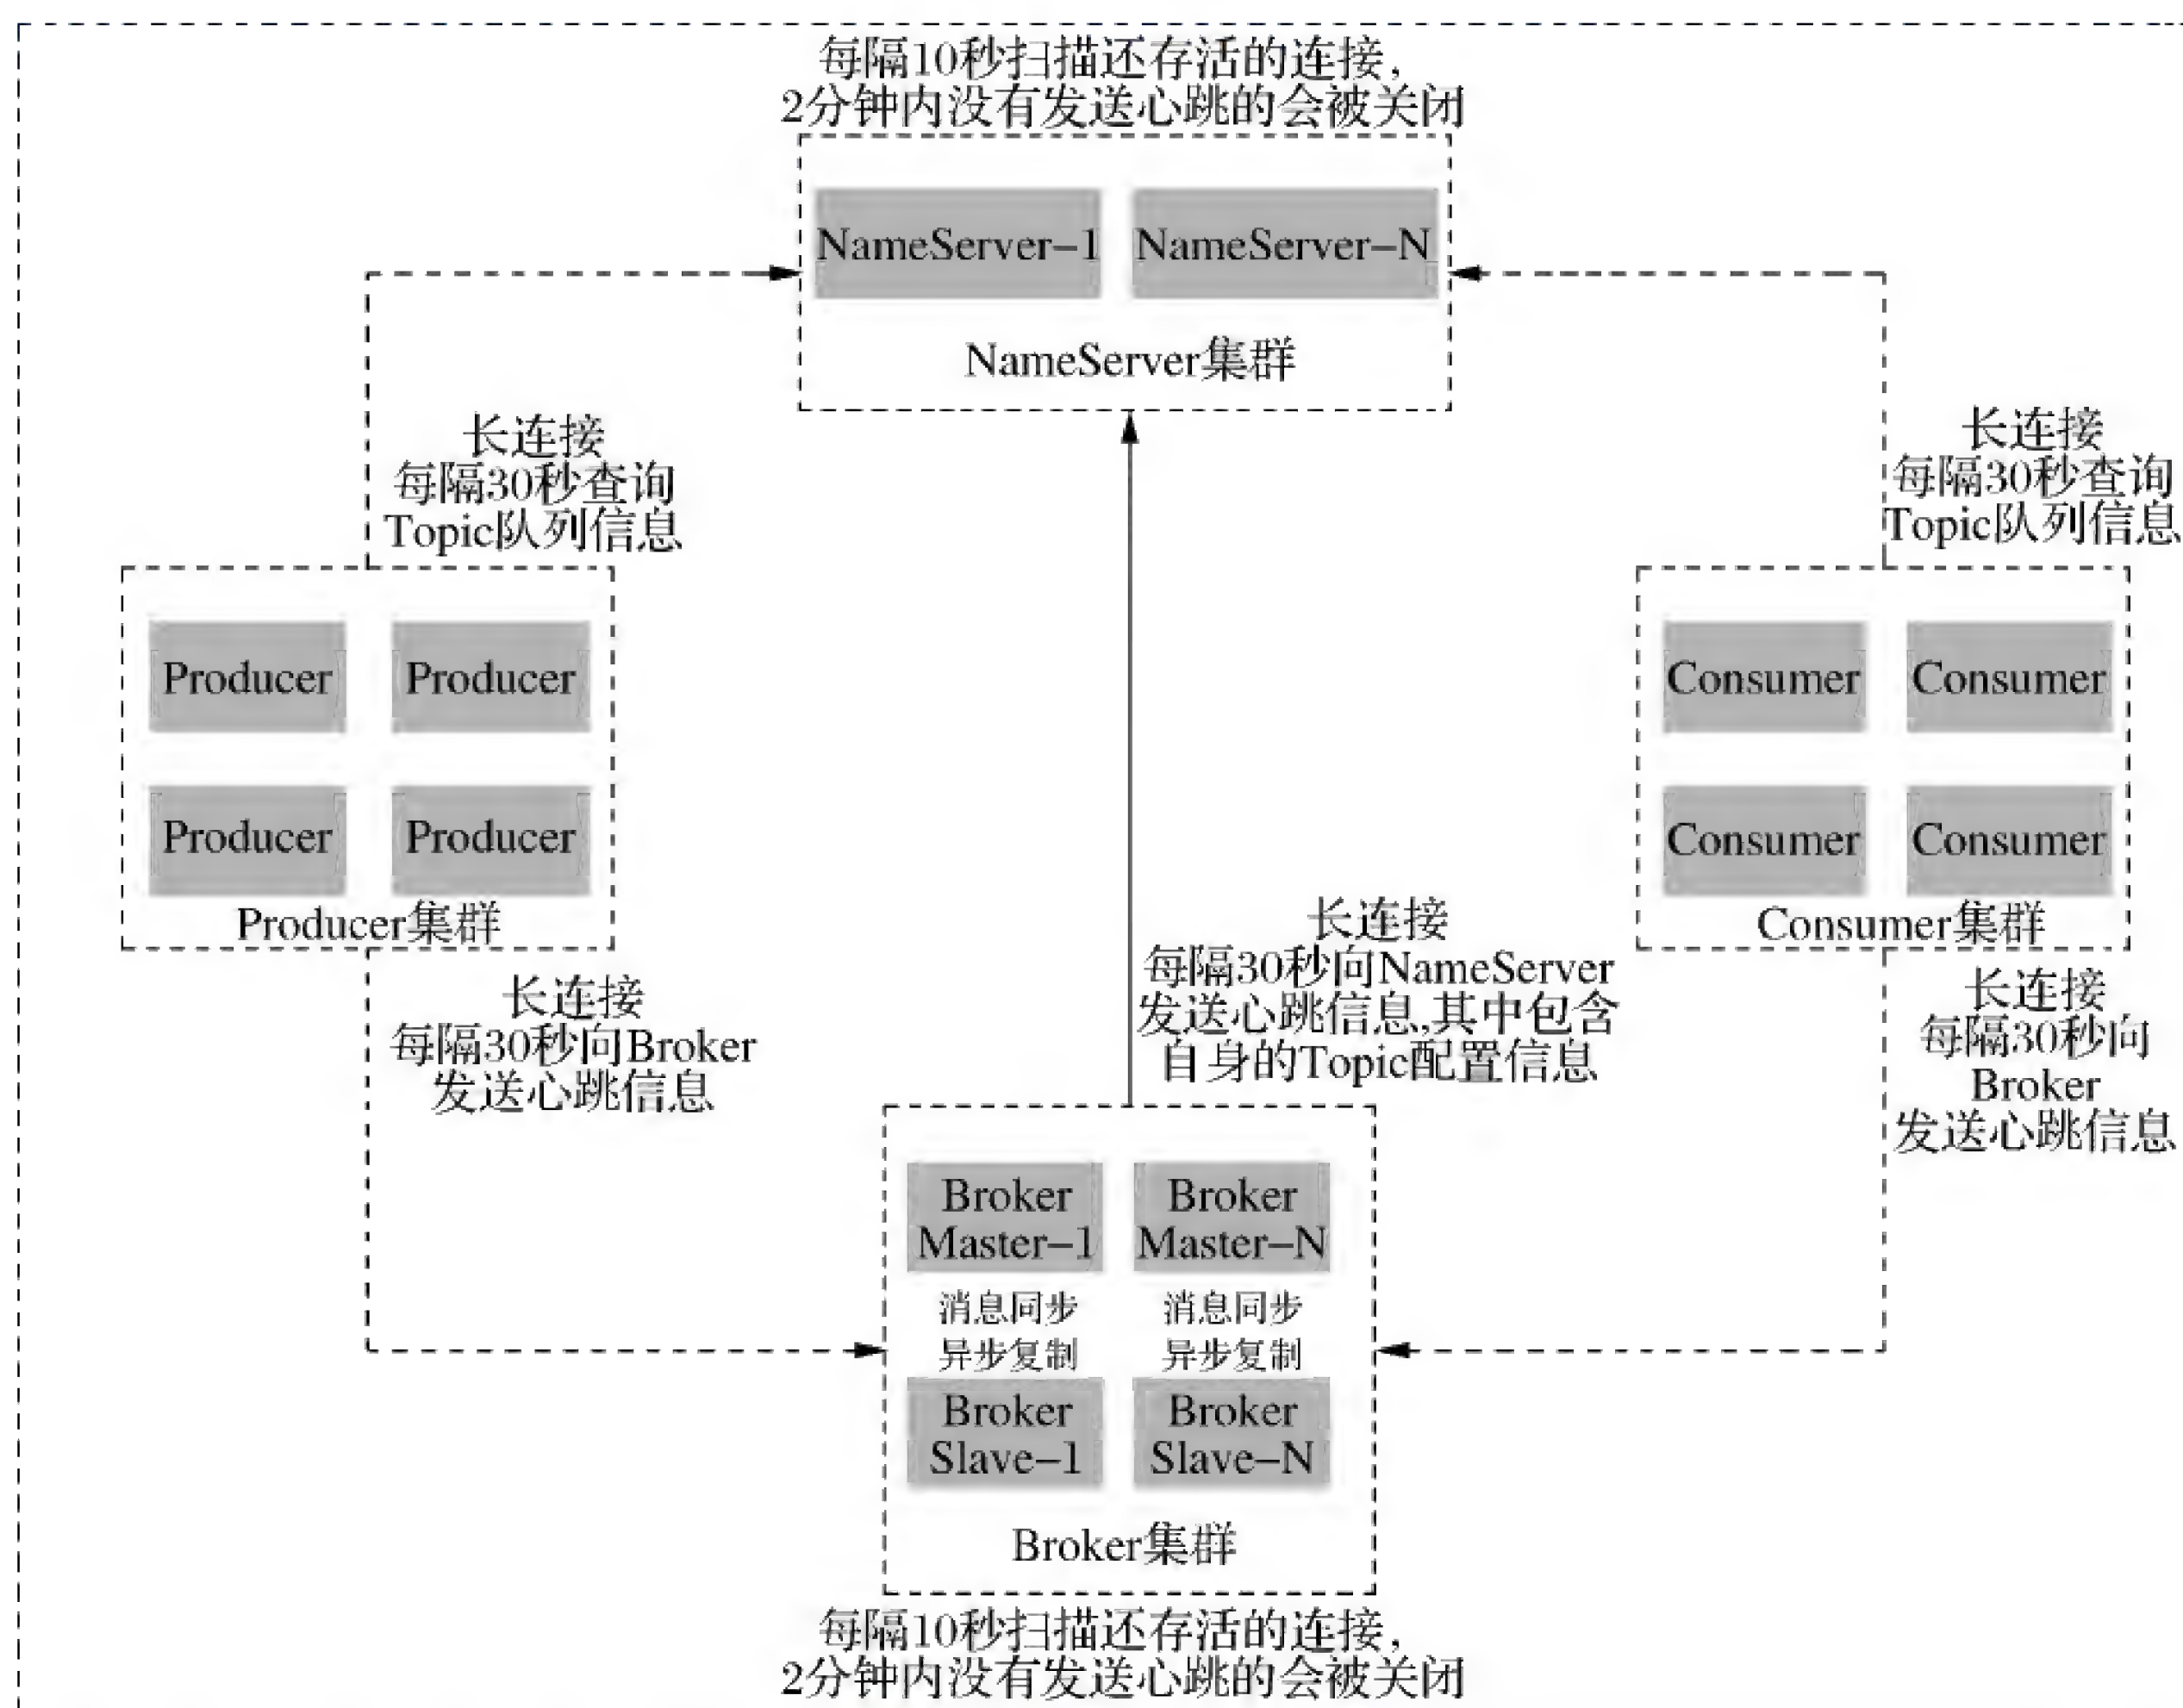 每隔10秒扫描还存活的连接,
2分钟内没有发送心跳的会被关闭
NameServer-1
NameServer-N
NameServer集群
长连接
每隔30秒查询
Topic队列信息
长连接
每隔30秒查询
Topic队列信息
Producer
Producer
Producer
Producer
Producer集群
Consumer
Consumer
Consumer
Consumer
Consumer集群
长连接
每隔30秒向Broker
发送心跳信息
长连接
每隔30秒向NameServer
发送心跳信息,其中包含
自身的Topic配置信息
长连接
每隔30秒向
Broker
发送心跳信息
Broker
Master-1
Broker
Master-N
消息同步
异步复制
消息同步
异步复制
Broker
Slave-1
Broker
Slave-N
Broker集群
每隔10秒扫描还存活的连接,
2分钟内没有发送心跳的会被关闭